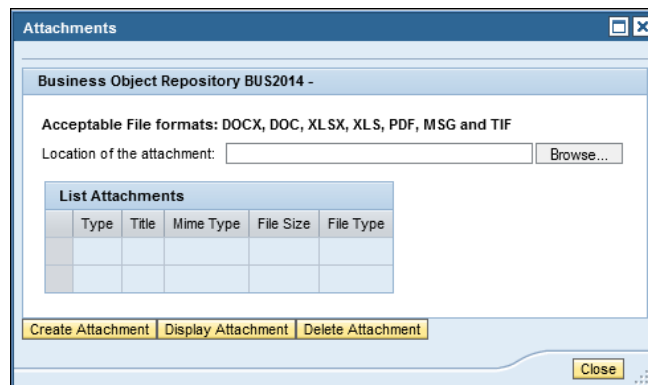 Attachments
Business Object Repository BUS2014 -
Acceptable File formats: DOCX, DOC, XLSX, XLS, PDF, MSG and TIF
Location of the attachment: Browse...
List Attachments
Type Title Mime Type File Size File Type
Create Attachment Display Attachment Delete Attachment
Close